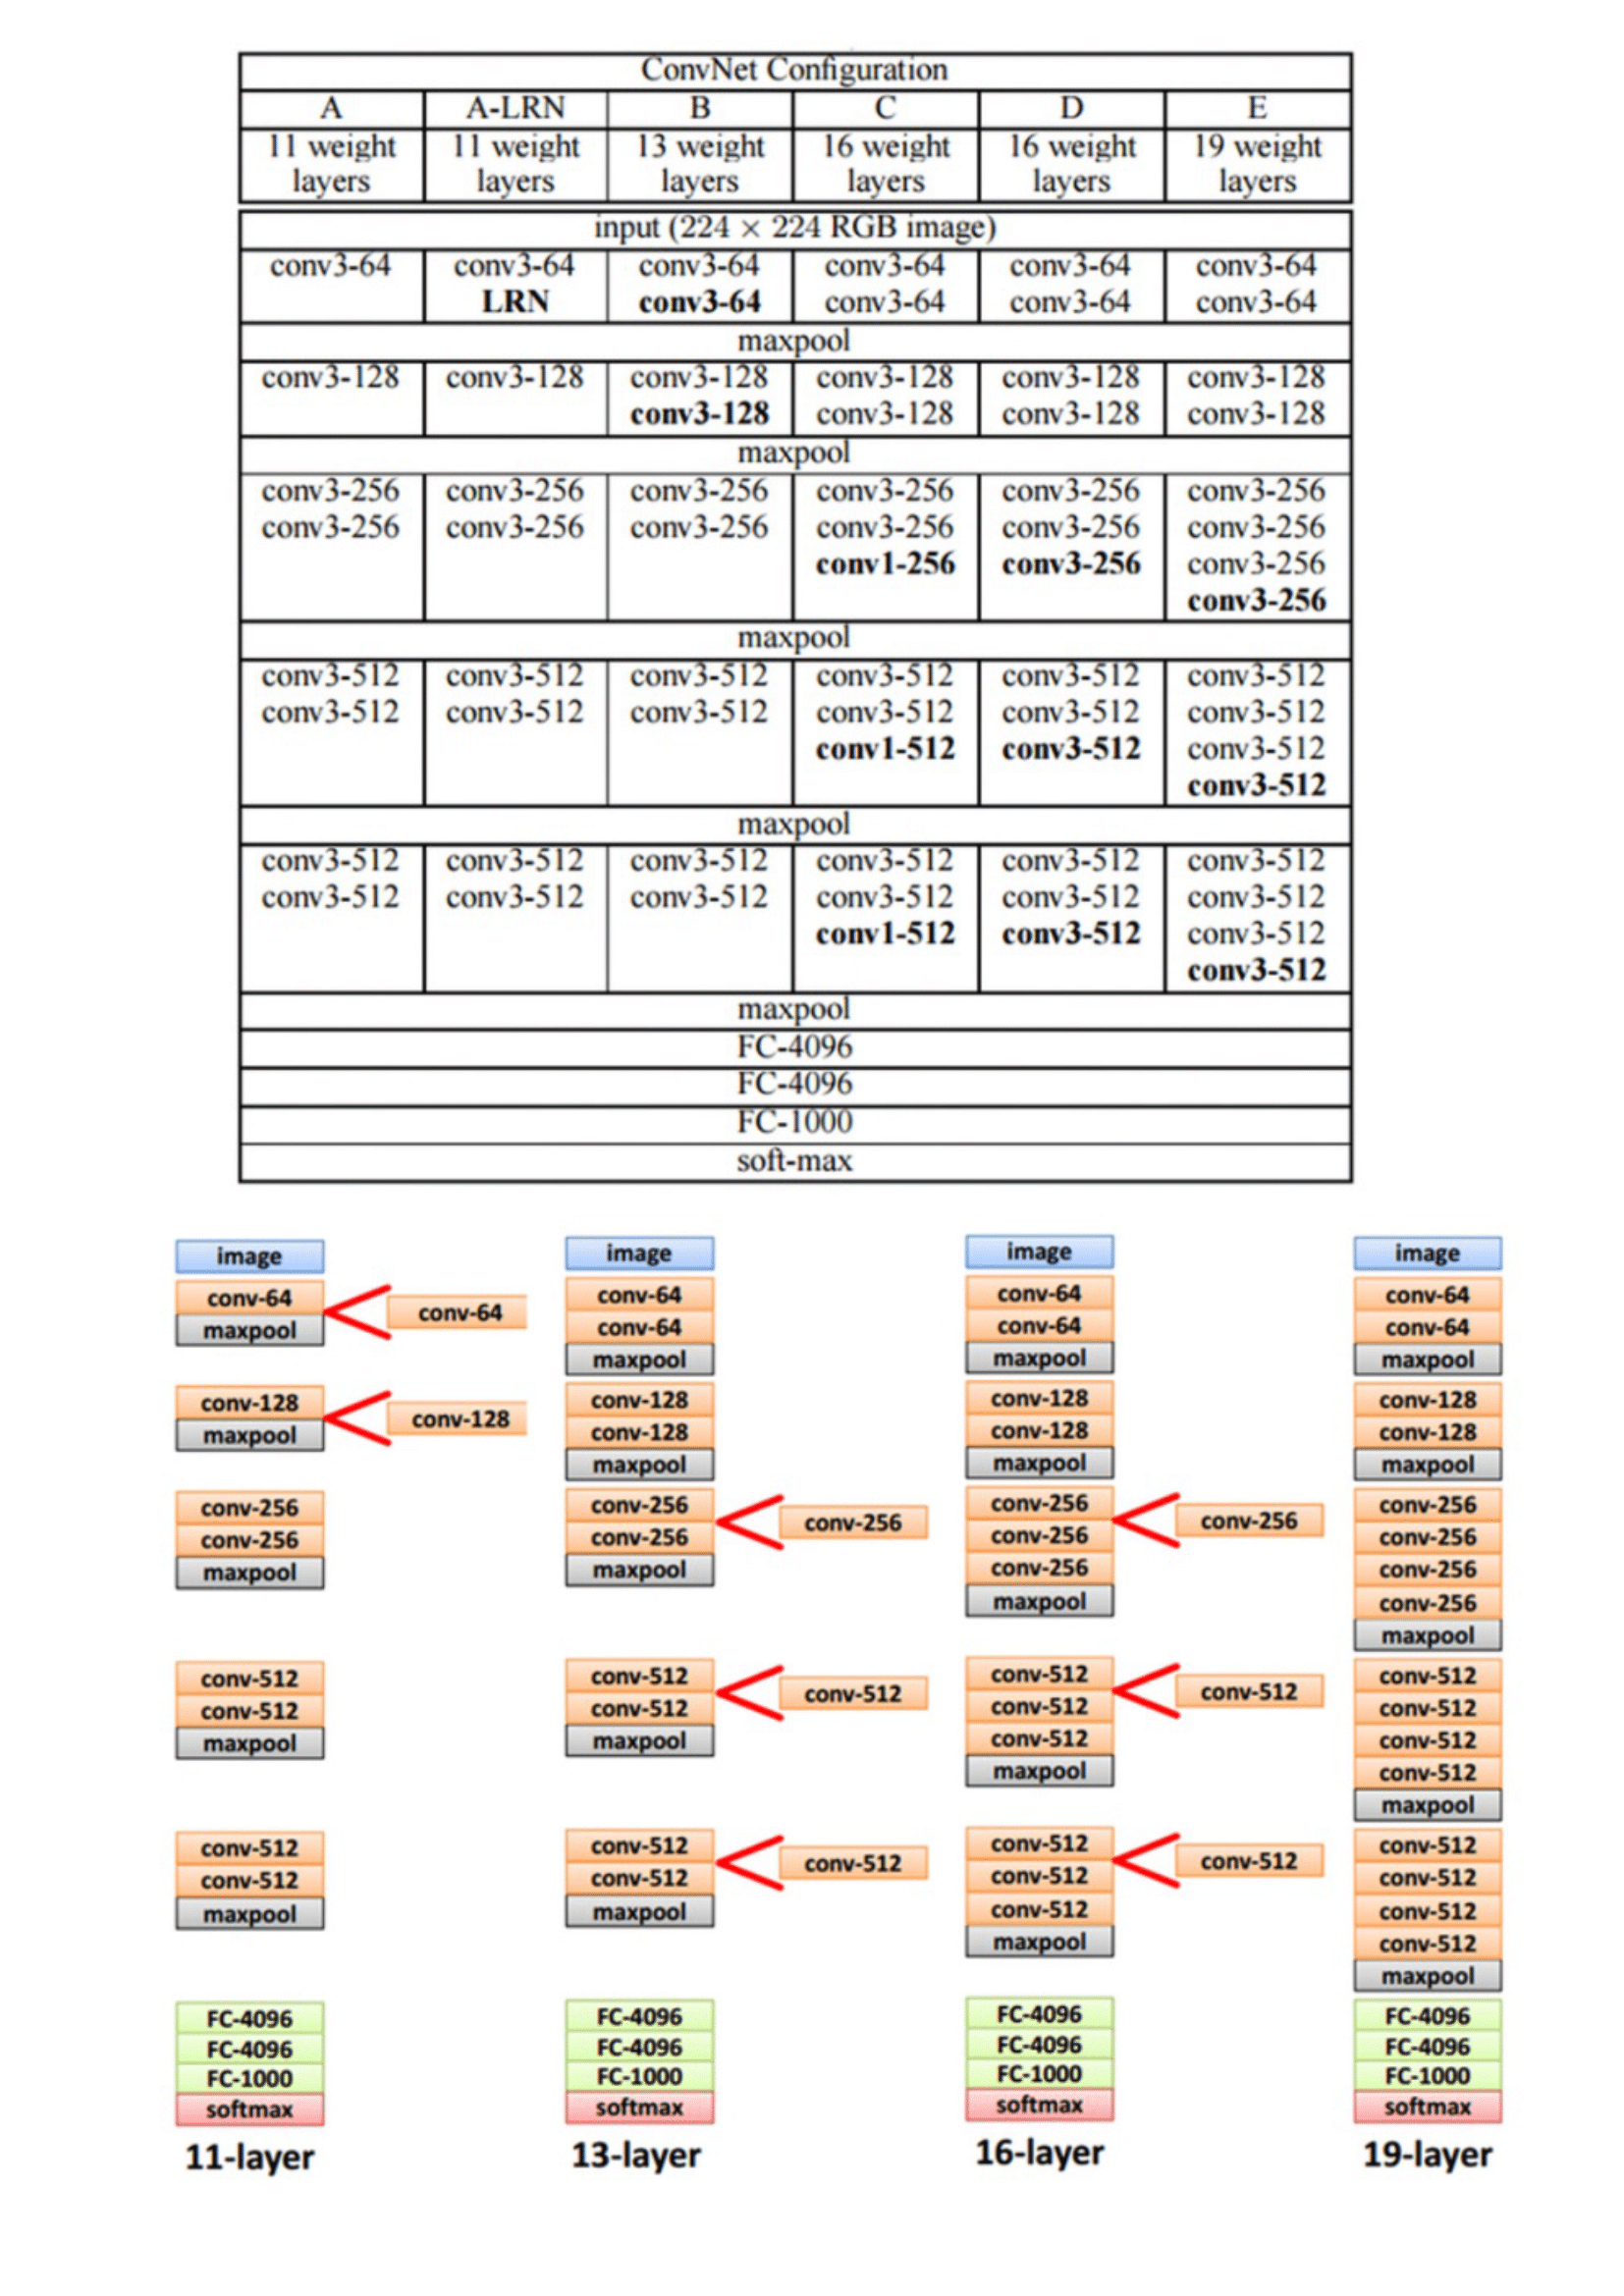 ConvNet Configuration
A A-LRN B C D E
11 weight layers 11 weight layers 13 weight layers 16 weight layers 16 weight layers 19 weight layers
input (224 × 224 RGB image)
conv3-64 conv3-64 conv3-64 conv3-64 conv3-64 conv3-64
LRN conv3-64 conv3-64 conv3-64 conv3-64
maxpool
conv3-128 conv3-128 conv3-128 conv3-128 conv3-128 conv3-128
conv3-128 conv3-128 conv3-128 conv3-128
maxpool
conv3-256 conv3-256 conv3-256 conv3-256 conv3-256 conv3-256
conv3-256 conv3-256 conv3-256 conv3-256 conv3-256 conv3-256
conv1-256 conv3-256 conv3-256
conv3-256
maxpool
conv3-512 conv3-512 conv3-512 conv3-512 conv3-512 conv3-512
conv3-512 conv3-512 conv3-512 conv3-512 conv3-512 conv3-512
conv1-512 conv3-512 conv3-512
conv3-512
maxpool
conv3-512 conv3-512 conv3-512 conv3-512 conv3-512 conv3-512
conv3-512 conv3-512 conv3-512 conv3-512 conv3-512 conv3-512
conv1-512 conv3-512 conv3-512
conv3-512
maxpool
FC-4096
FC-4096
FC-1000
soft-max
image
conv-64
maxpool
conv-128
maxpool
conv-256
conv-256
maxpool
conv-512
conv-512
maxpool
conv-512
conv-512
maxpool
FC-4096
FC-4096
FC-1000
softmax
11-layer
conv-64
conv-128
image
conv-64
conv-64
maxpool
conv-128
conv-128
maxpool
conv-256
conv-256
maxpool
conv-512
conv-512
maxpool
conv-512
conv-512
maxpool
FC-4096
FC-4096
FC-1000
softmax
13-layer
conv-256
conv-512
conv-512
image
conv-64
conv-64
maxpool
conv-128
conv-128
maxpool
conv-256
conv-256
conv-256
maxpool
conv-512
conv-512
conv-512
maxpool
conv-512
conv-512
conv-512
maxpool
FC-4096
FC-4096
FC-1000
softmax
16-layer
conv-256
conv-512
conv-512
image
conv-64
conv-64
maxpool
conv-128
conv-128
maxpool
conv-256
conv-256
conv-256
conv-256
maxpool
conv-512
conv-512
conv-512
conv-512
maxpool
conv-512
conv-512
conv-512
conv-512
maxpool
FC-4096
FC-4096
FC-1000
softmax
19-layer